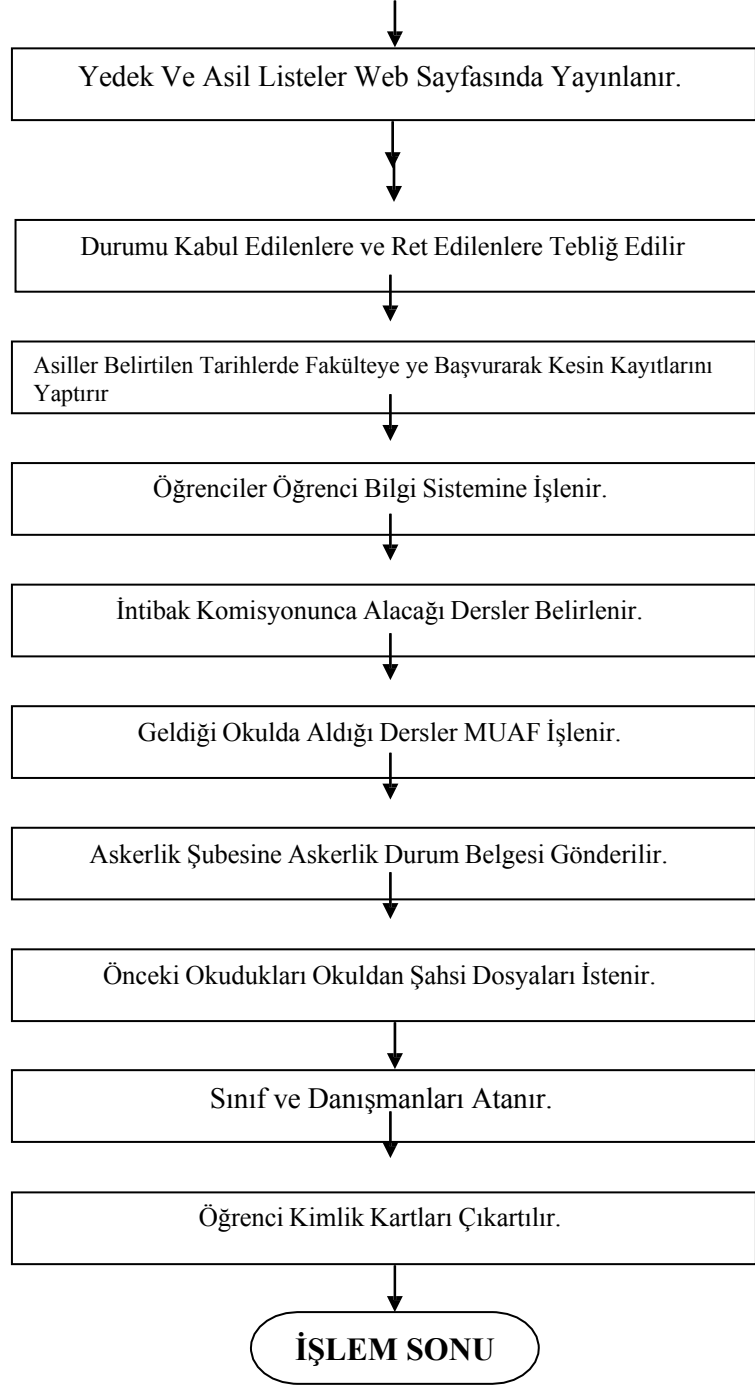 Yedek Ve Asil Listeler Web Sayfasında Yayınlanır.
Durumu Kabul Edilenlere ve Ret Edilenlere Tebliğ Edilir
Asiller Belirtilen Tarihlerde Fakülteye ye Başvurarak Kesin Kayıtlarını
Yaptırır
Öğrenciler Öğrenci Bilgi Sistemine İşlenir.
İntibak Komisyonunca Alacağı Dersler Belirlenir.
Geldiği Okulda Aldığı Dersler MUAF İşlenir.
Askerlik Şubesine Askerlik Durum Belgesi Gönderilir.
Önceki Okudukları Okuldan Şahsi Dosyaları İstenir.
Sınıf ve Danışmanları Atanır.
Öğrenci Kimlik Kartları Çıkartılır.
İŞLEM SONU